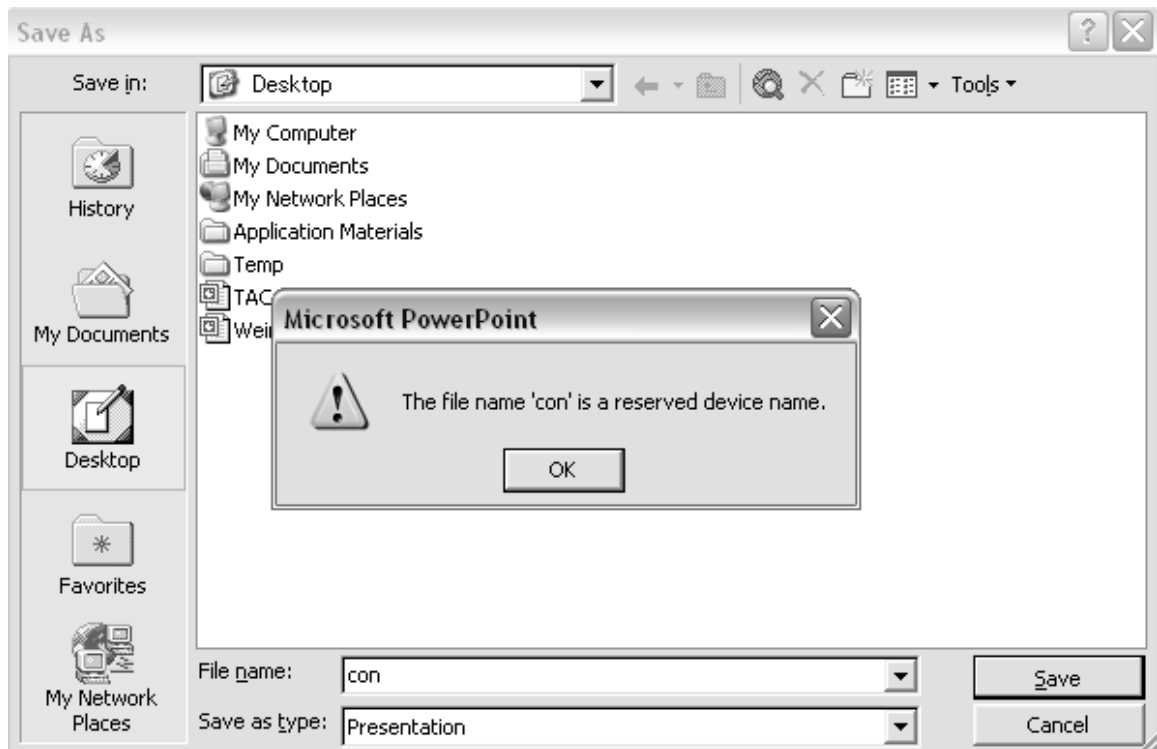 Save As
Save in: Desktop Tools
My Computer
My Documents
My Network Places
Application Materials
Temp
History
My Documents
Desktop
Favorites
My Network
Places
Microsoft PowerPoint
The file name 'con' is a reserved device name.
OK
File name: con Save
Save as type: Presentation Cancel